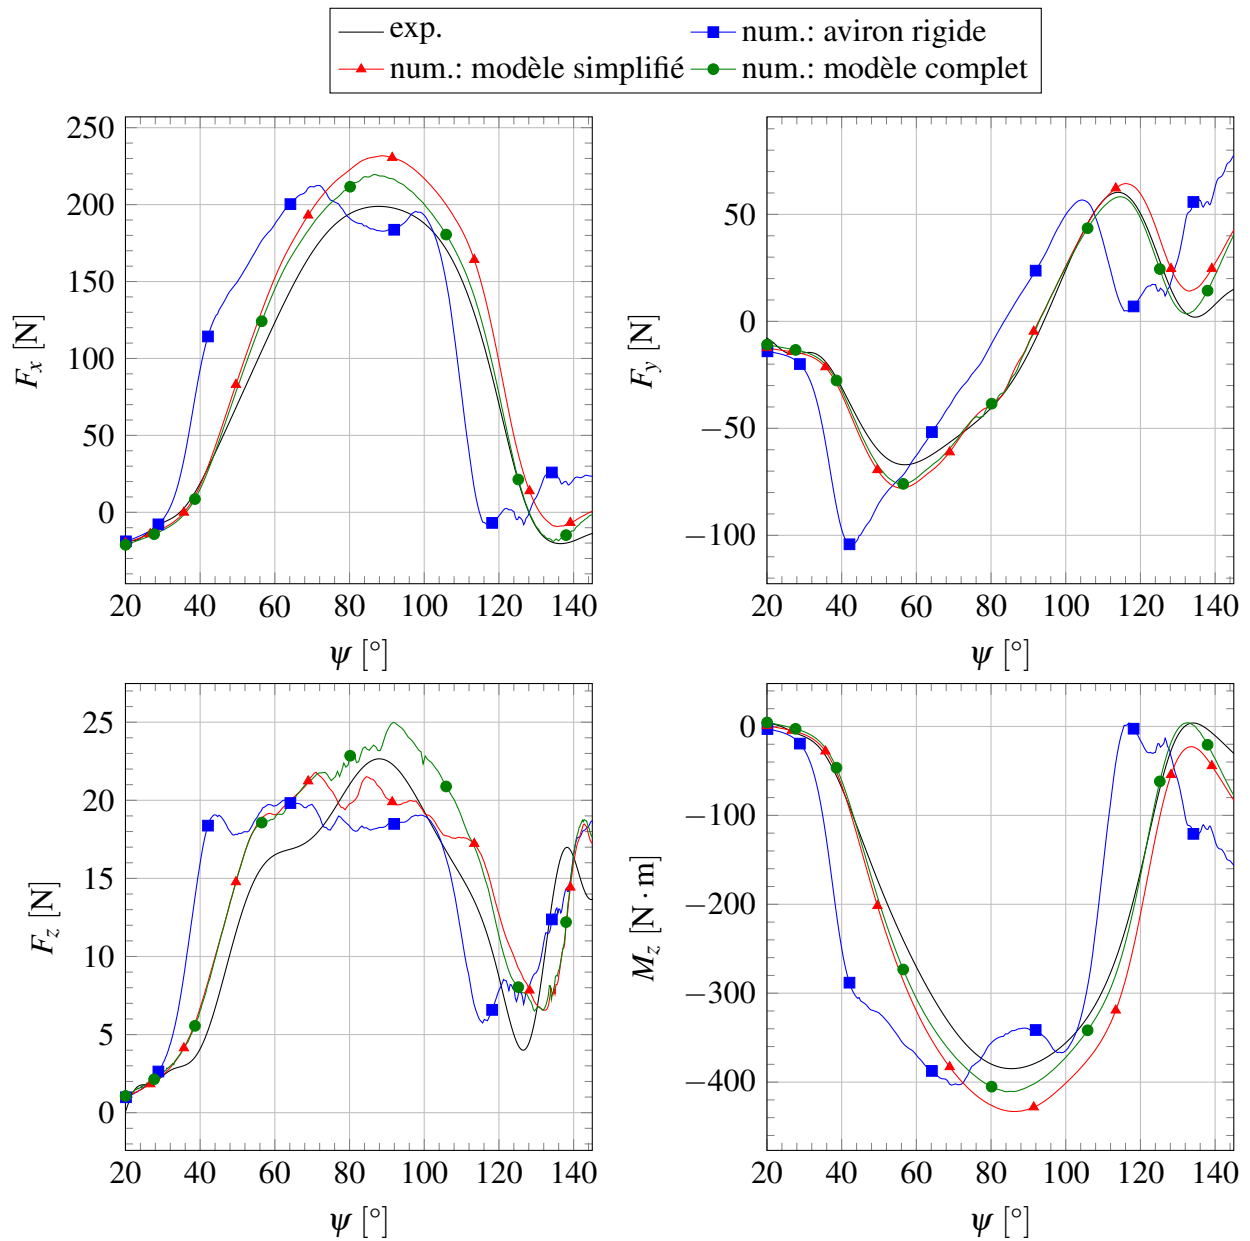 exp.
num.: aviron rigide
num.: modèle simplifié
num.: modèle complet
250
200
150
100
50
0
F_x [N]
20 40 60 80 100 120 140
ψ [°]
50
0
−50
−100
F_y [N]
20 40 60 80 100 120 140
ψ [°]
25
20
15
10
5
0
F_z [N]
20 40 60 80 100 120 140
ψ [°]
0
−100
−200
−300
−400
M_z [N·m]
20 40 60 80 100 120 140
ψ [°]